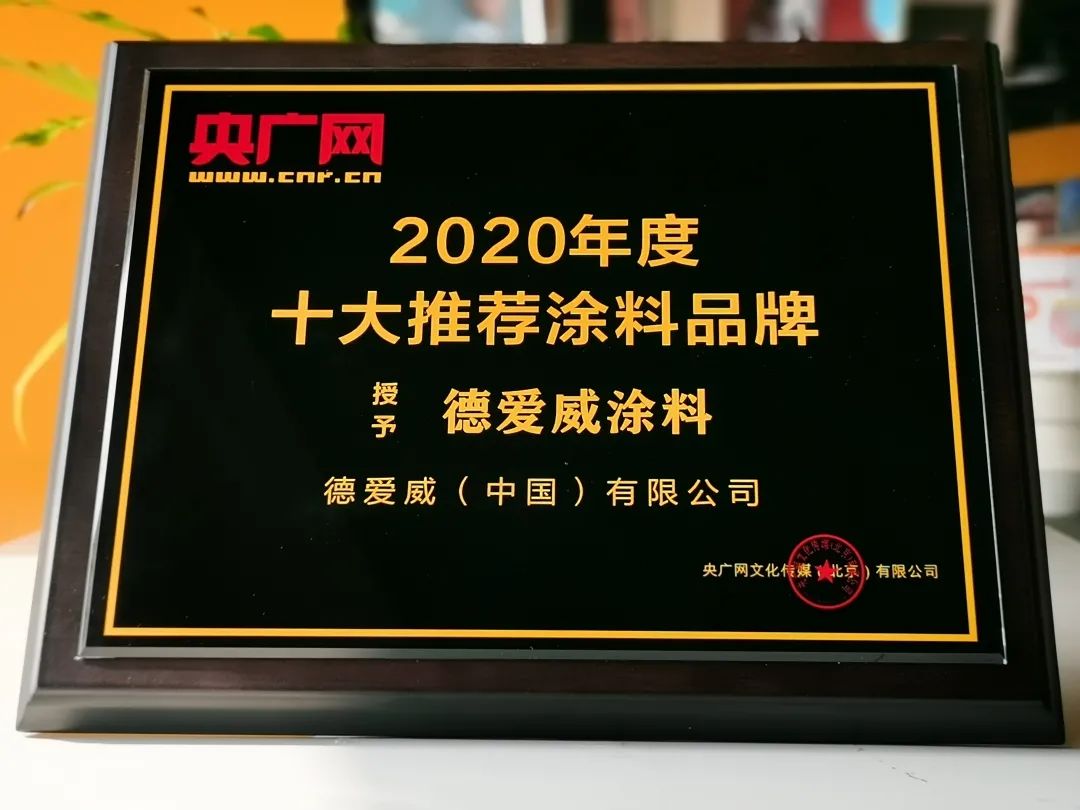 央广网
www.cnr.cn
2020年度
十大推荐涂料品牌
授予 德爱威涂料
德爱威（中国）有限公司
央广网文化传媒（北京）有限公司